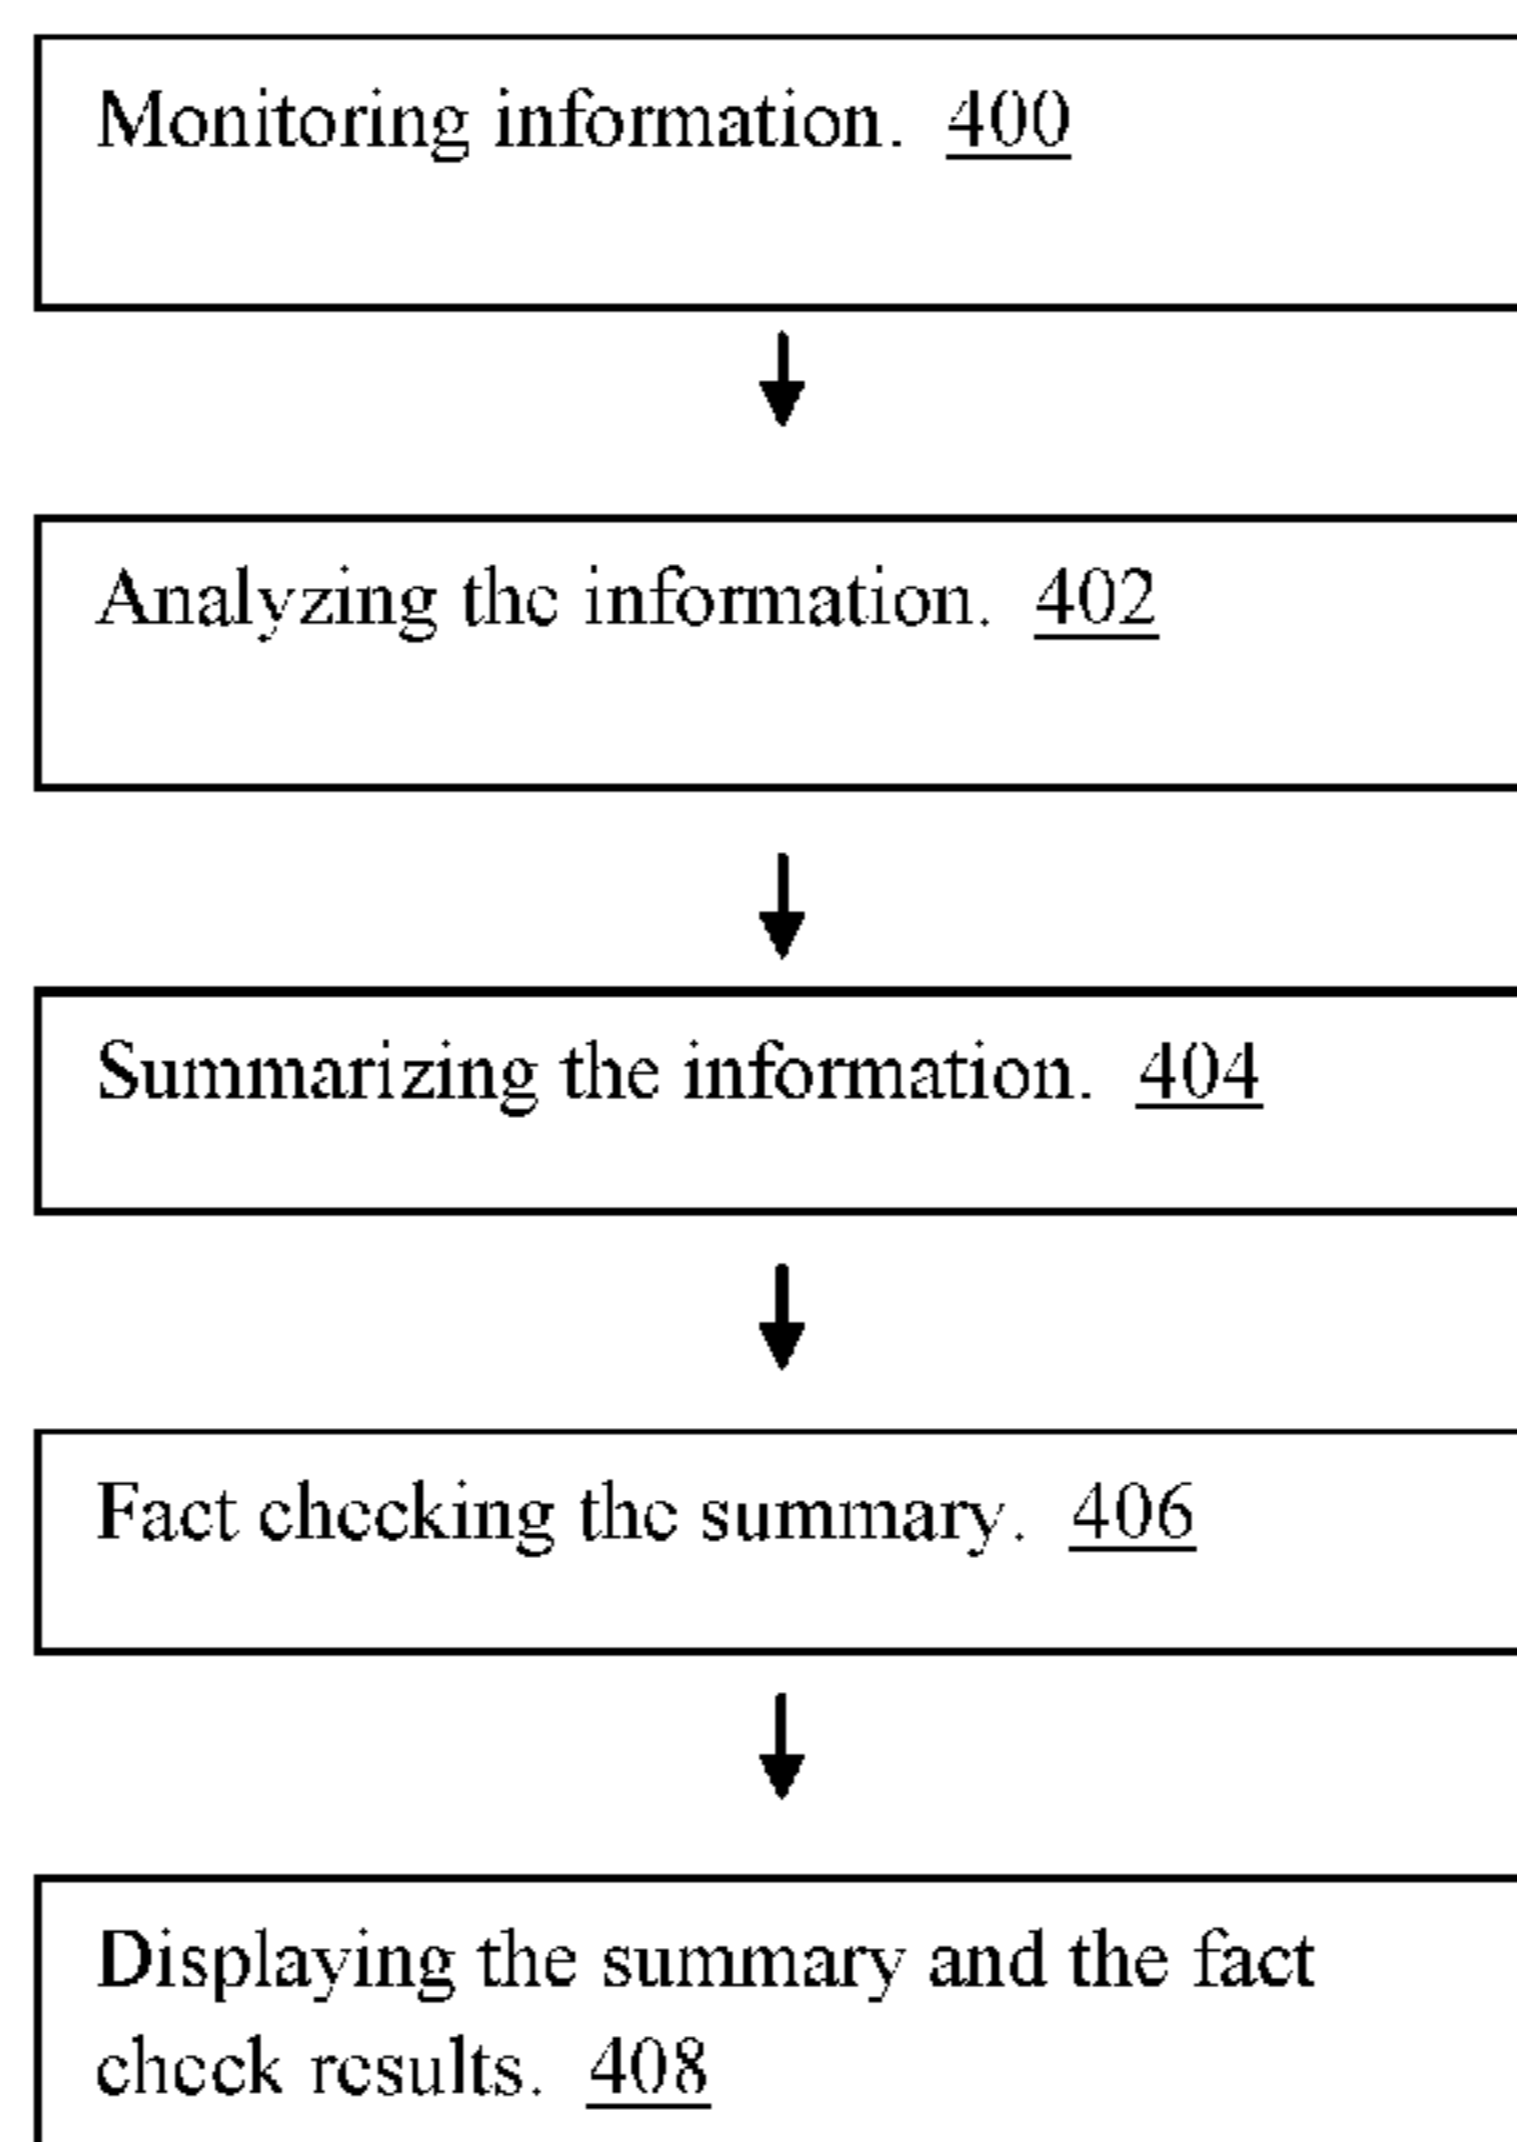 Monitoring information. 400
Analyzing the information. 402
Summarizing the information. 404
Fact checking the summary. 406
Displaying the summary and the fact
check results. 408